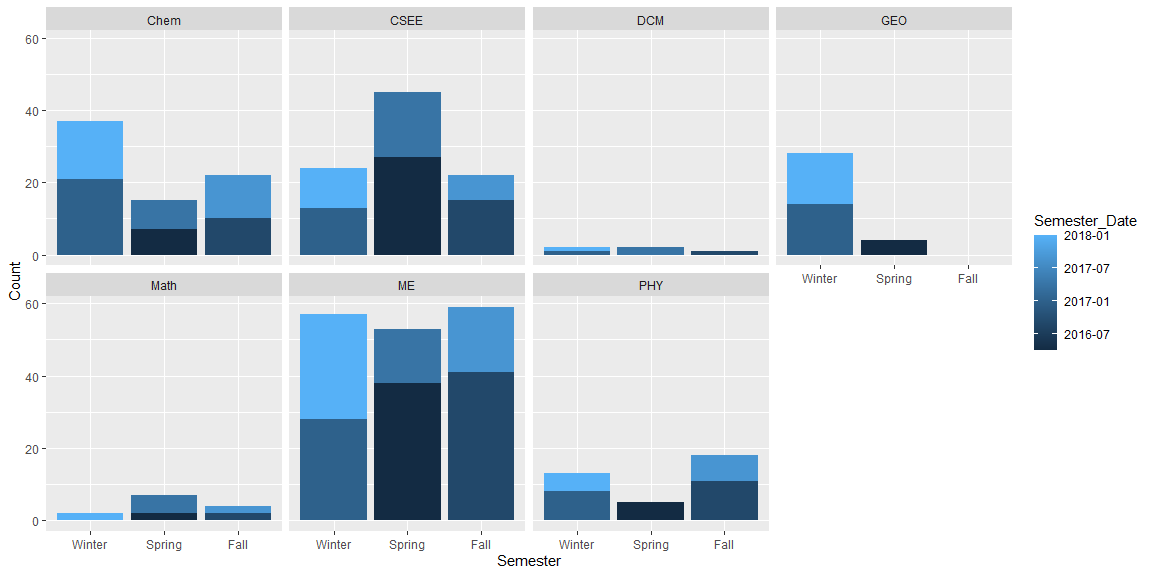 Chem CSEE DCM GEO
60
40
20
0
Winter Spring Fall
Semester_Date
2018-01
2017-07
2017-01
2016-07
Count
Math ME PHY
60
40
20
0
Winter Spring Fall Winter Spring Fall Winter Spring Fall
Semester